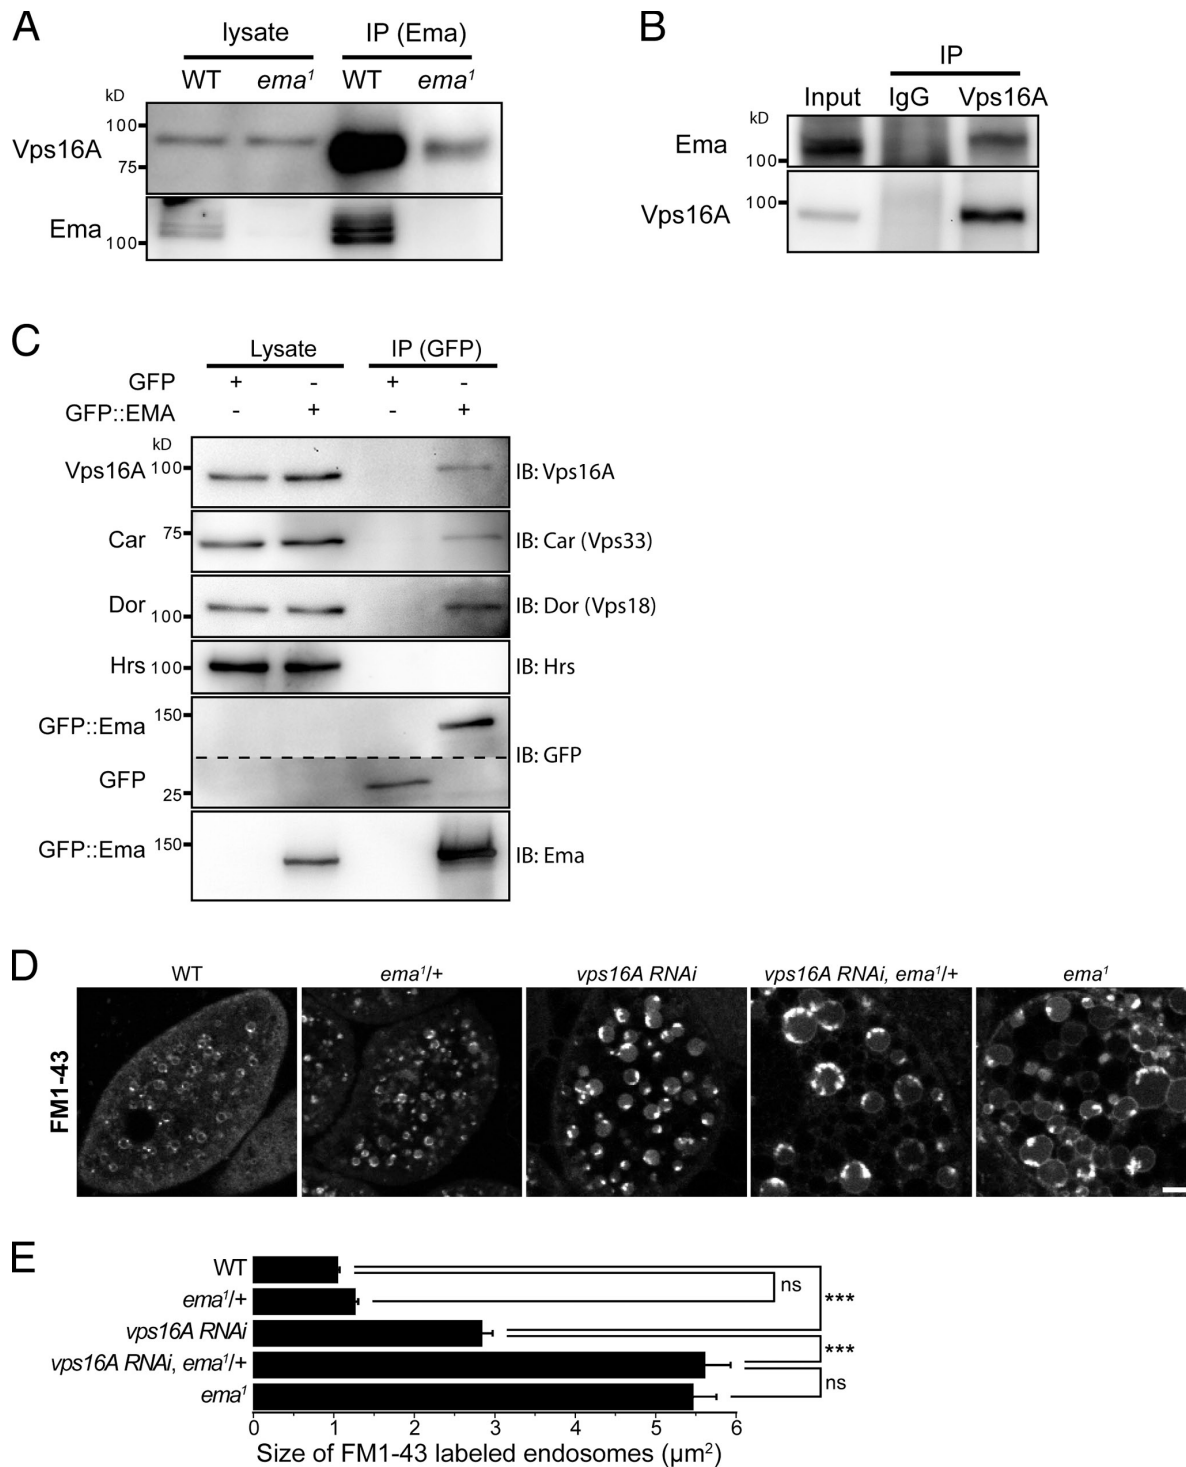 A
lysate IP (Ema)
WT ema¹ WT ema¹
kD
100
Vps16A
75
Ema
100
B
IP
Input IgG Vps16A
kD
Ema
100
100
Vps16A
C
Lysate IP (GFP)
GFP + - + -
GFP::EMA - + - +
kD
Vps16A 100 IB: Vps16A
75
Car IB: Car (Vps33)
Dor IB: Dor (Vps18)
100
Hrs 100 IB: Hrs
150
GFP::Ema
IB: GFP
GFP
25
GFP::Ema 150 IB: Ema
D
WT ema¹/+ vps16A RNAi vps16A RNAi, ema¹/+ ema¹
FM1-43
E
WT
ns
ema¹/+
***
vps16A RNAi
***
vps16A RNAi, ema¹/+
ns
ema¹
0 1 2 3 4 5 6
Size of FM1-43 labeled endosomes (μm²)